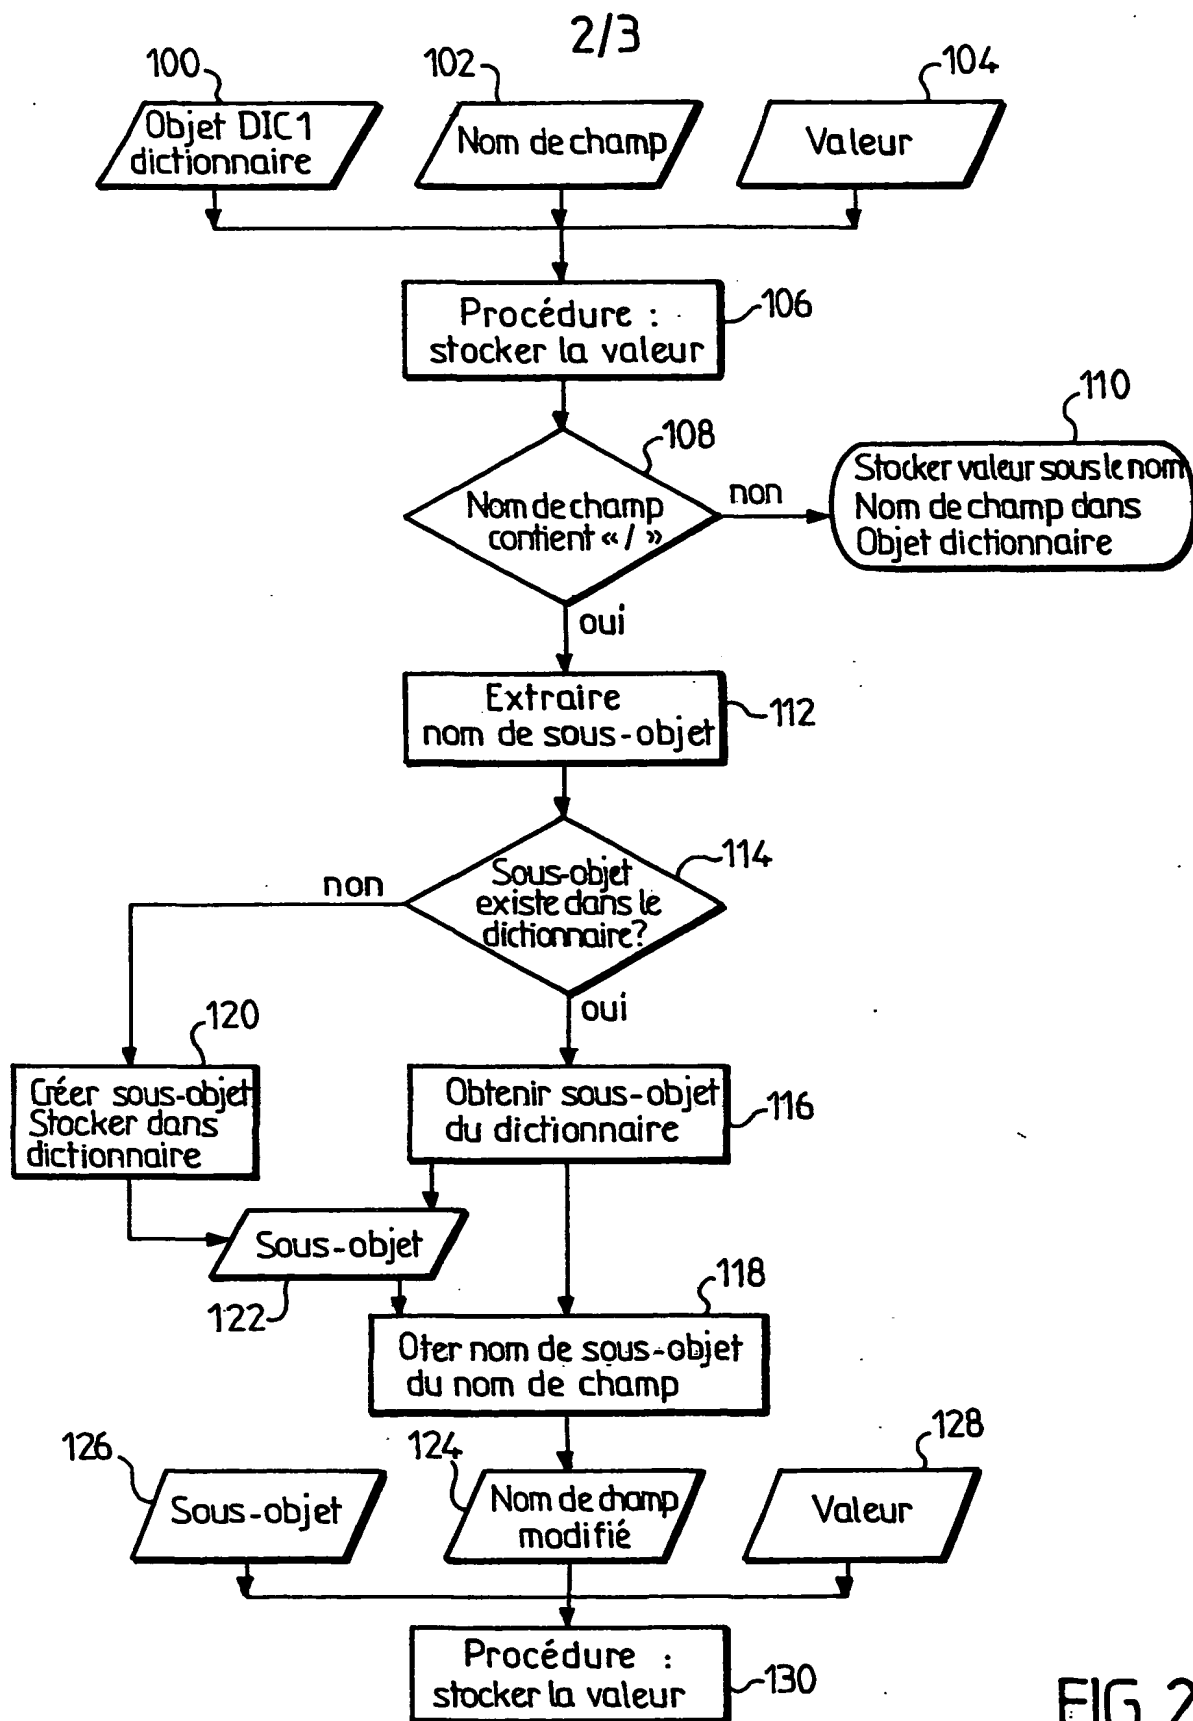 2/3
100
102
104
Objet DIC1
dictionnaire
Nom de champ
Valeur
Procédure :
stocker la valeur
106
108
110
Nom de champ
contient « / »
non
Stocker valeur sous le nom
Nom de champ dans
Objet dictionnaire
oui
Extraire
nom de sous-objet
112
114
Sous-objet
existe dans le
dictionnaire?
non
oui
120
Créer sous-objet
Stocker dans
dictionnaire
Obtenir sous-objet
du dictionnaire
116
Sous-objet
122
118
Oter nom de sous-objet
du nom de champ
126
124
128
Sous-objet
Nom de champ
modifié
Valeur
Procédure :
stocker la valeur
130
FIG. 2